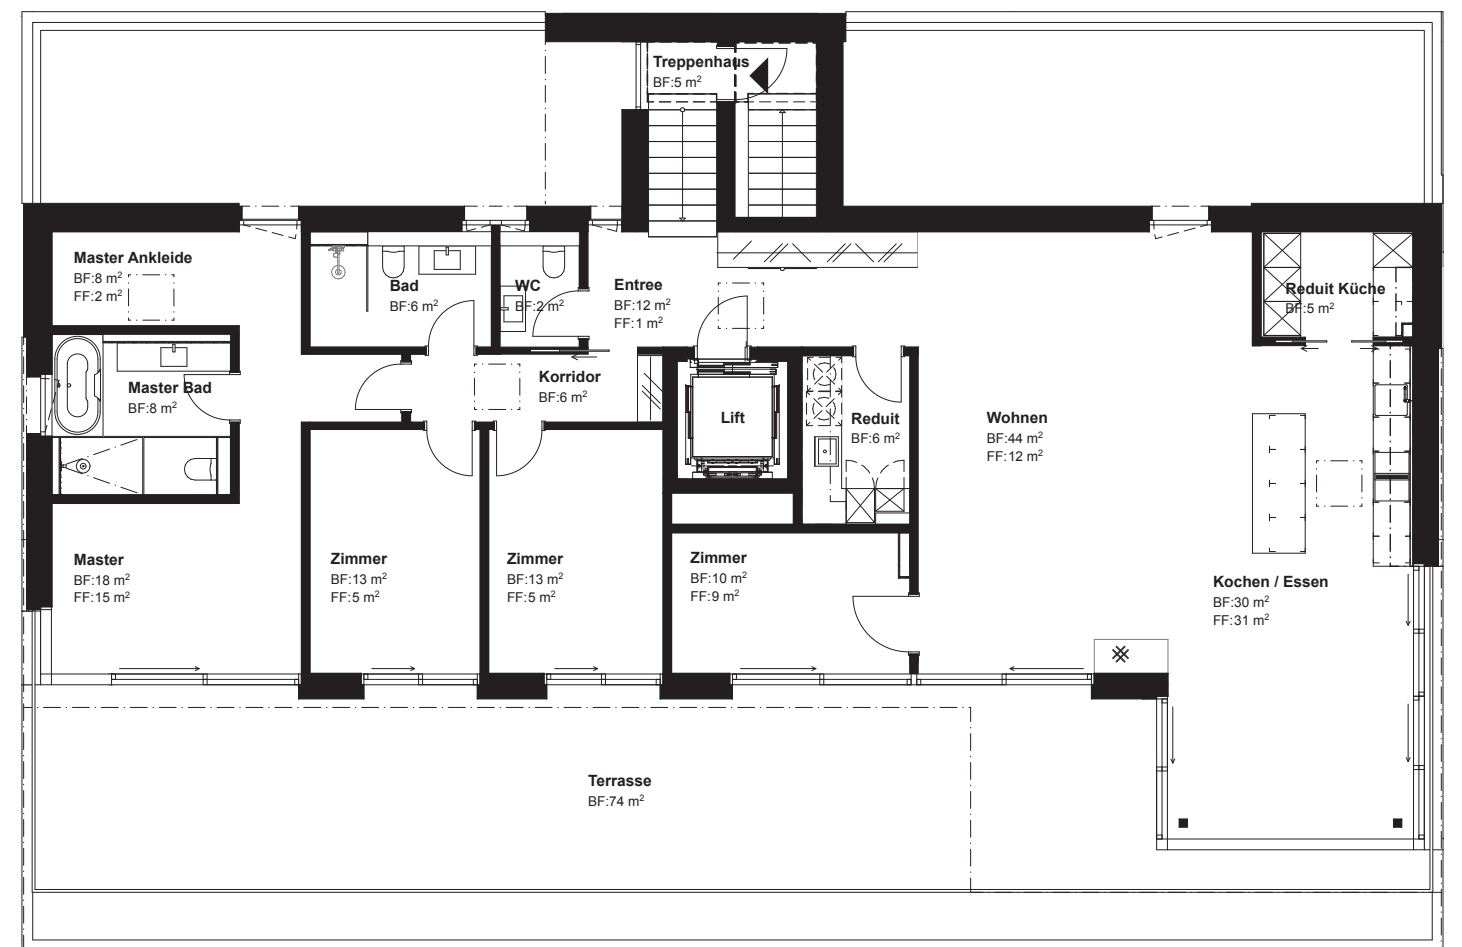 Treppenhaus
BF:5 m²
Master Ankleide
BF:8 m²
FF:2 m²
Bad
BF:6 m²
WC
BF:2 m²
Entree
BF:12 m²
FF:1 m²
Reduit Küche
BF:5 m²
Master Bad
BF:8 m²
Korridor
BF:6 m²
Lift
Reduit
BF:6 m²
Wohnen
BF:44 m²
FF:12 m²
Master
BF:18 m²
FF:15 m²
Zimmer
BF:13 m²
FF:5 m²
Zimmer
BF:13 m²
FF:5 m²
Zimmer
BF:10 m²
FF:9 m²
Kochen / Essen
BF:30 m²
FF:31 m²
Terrasse
BF:74 m²